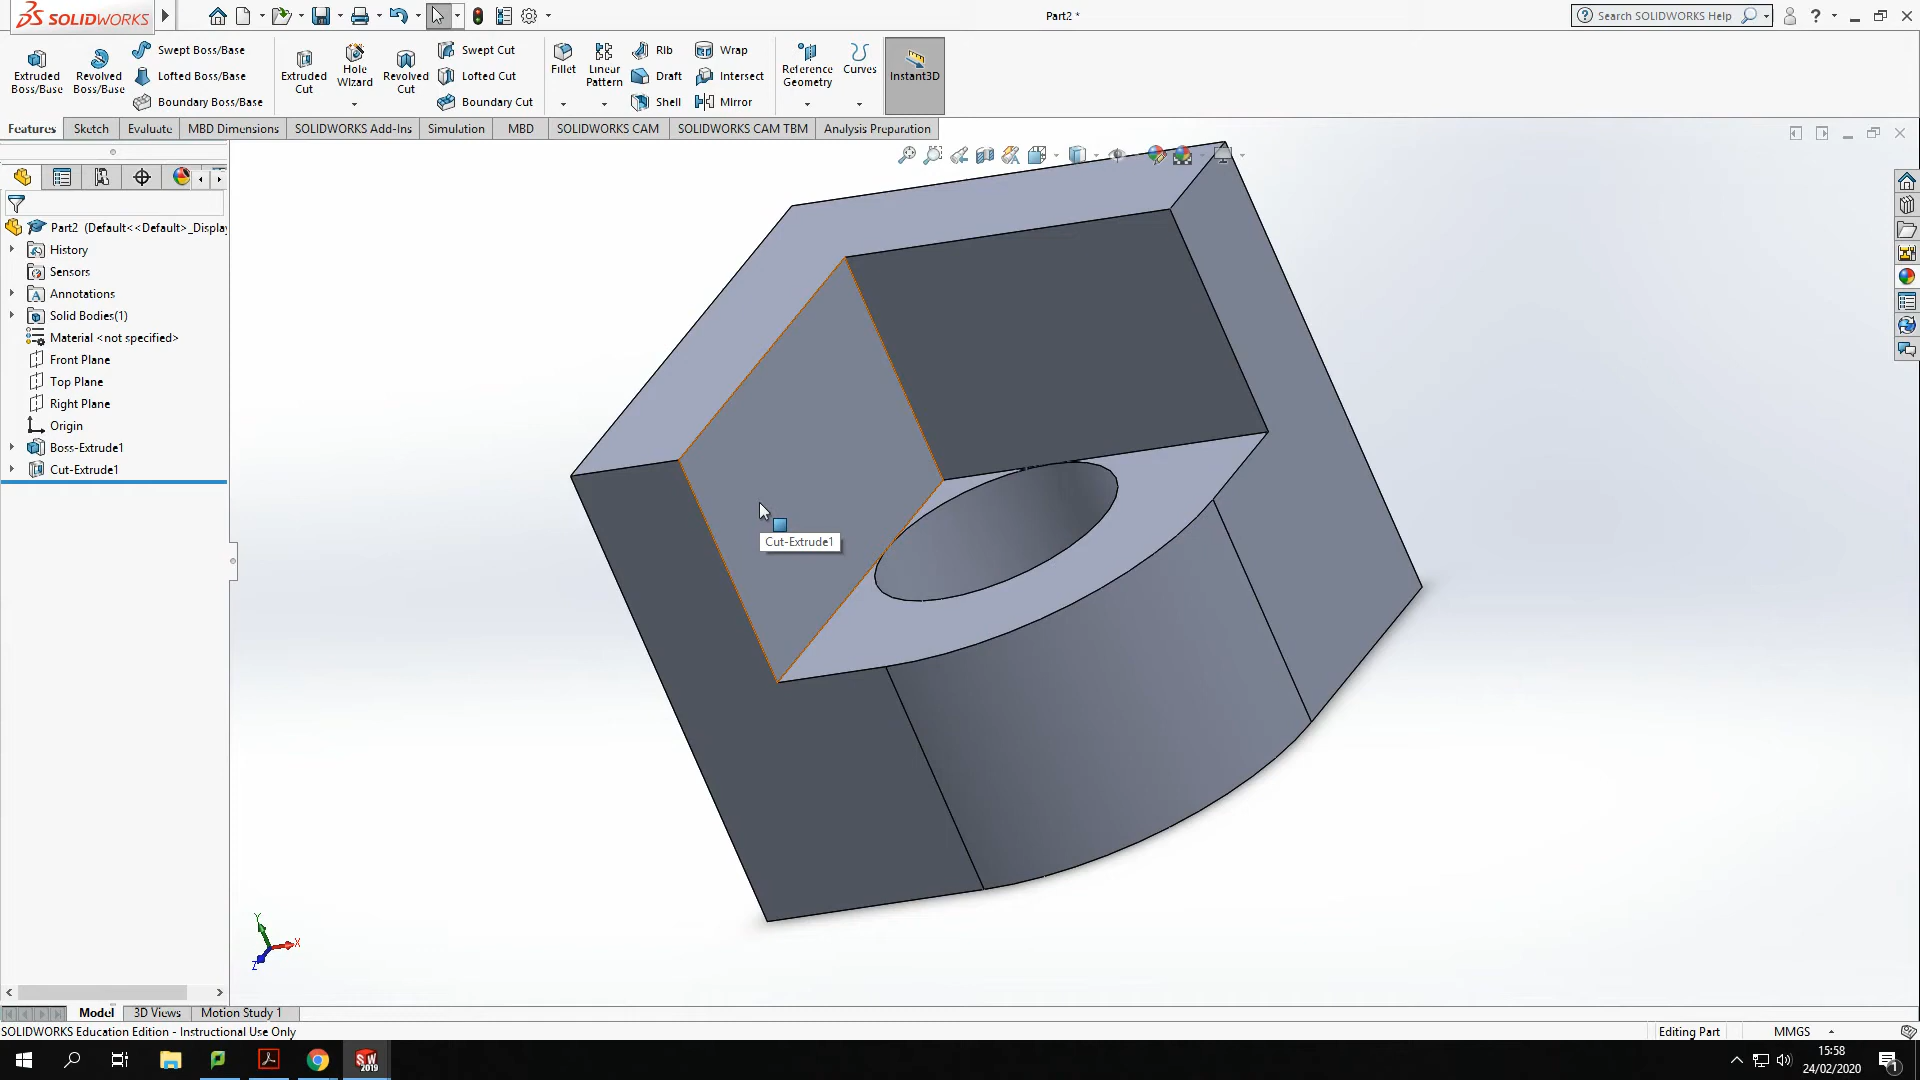 SOLIDWORKS
Part2 *
Search SOLIDWORKS Help
Extruded Boss/Base
Revolved Boss/Base
Swept Boss/Base
Lofted Boss/Base
Boundary Boss/Base
Extruded Cut
Hole Wizard
Revolved Cut
Swept Cut
Lofted Cut
Boundary Cut
Fillet
Linear Pattern
Rib
Draft
Shell
Wrap
Intersect
Mirror
Reference Geometry
Curves
Instant3D
Features
Sketch
Evaluate
MBD Dimensions
SOLIDWORKS Add-Ins
Simulation
MBD
SOLIDWORKS CAM
SOLIDWORKS CAM TBM
Analysis Preparation
Part2 (Default<<Default>_Displa
History
Sensors
Annotations
Solid Bodies(1)
Material <not specified>
Front Plane
Top Plane
Right Plane
Origin
Boss-Extrude1
Cut-Extrude1
Cut-Extrude1
Y
X
Z
Model
3D Views
Motion Study 1
SOLIDWORKS Education Edition - Instructional Use Only
Editing Part
MMGS
SW 2019
15:58
24/02/2020
1